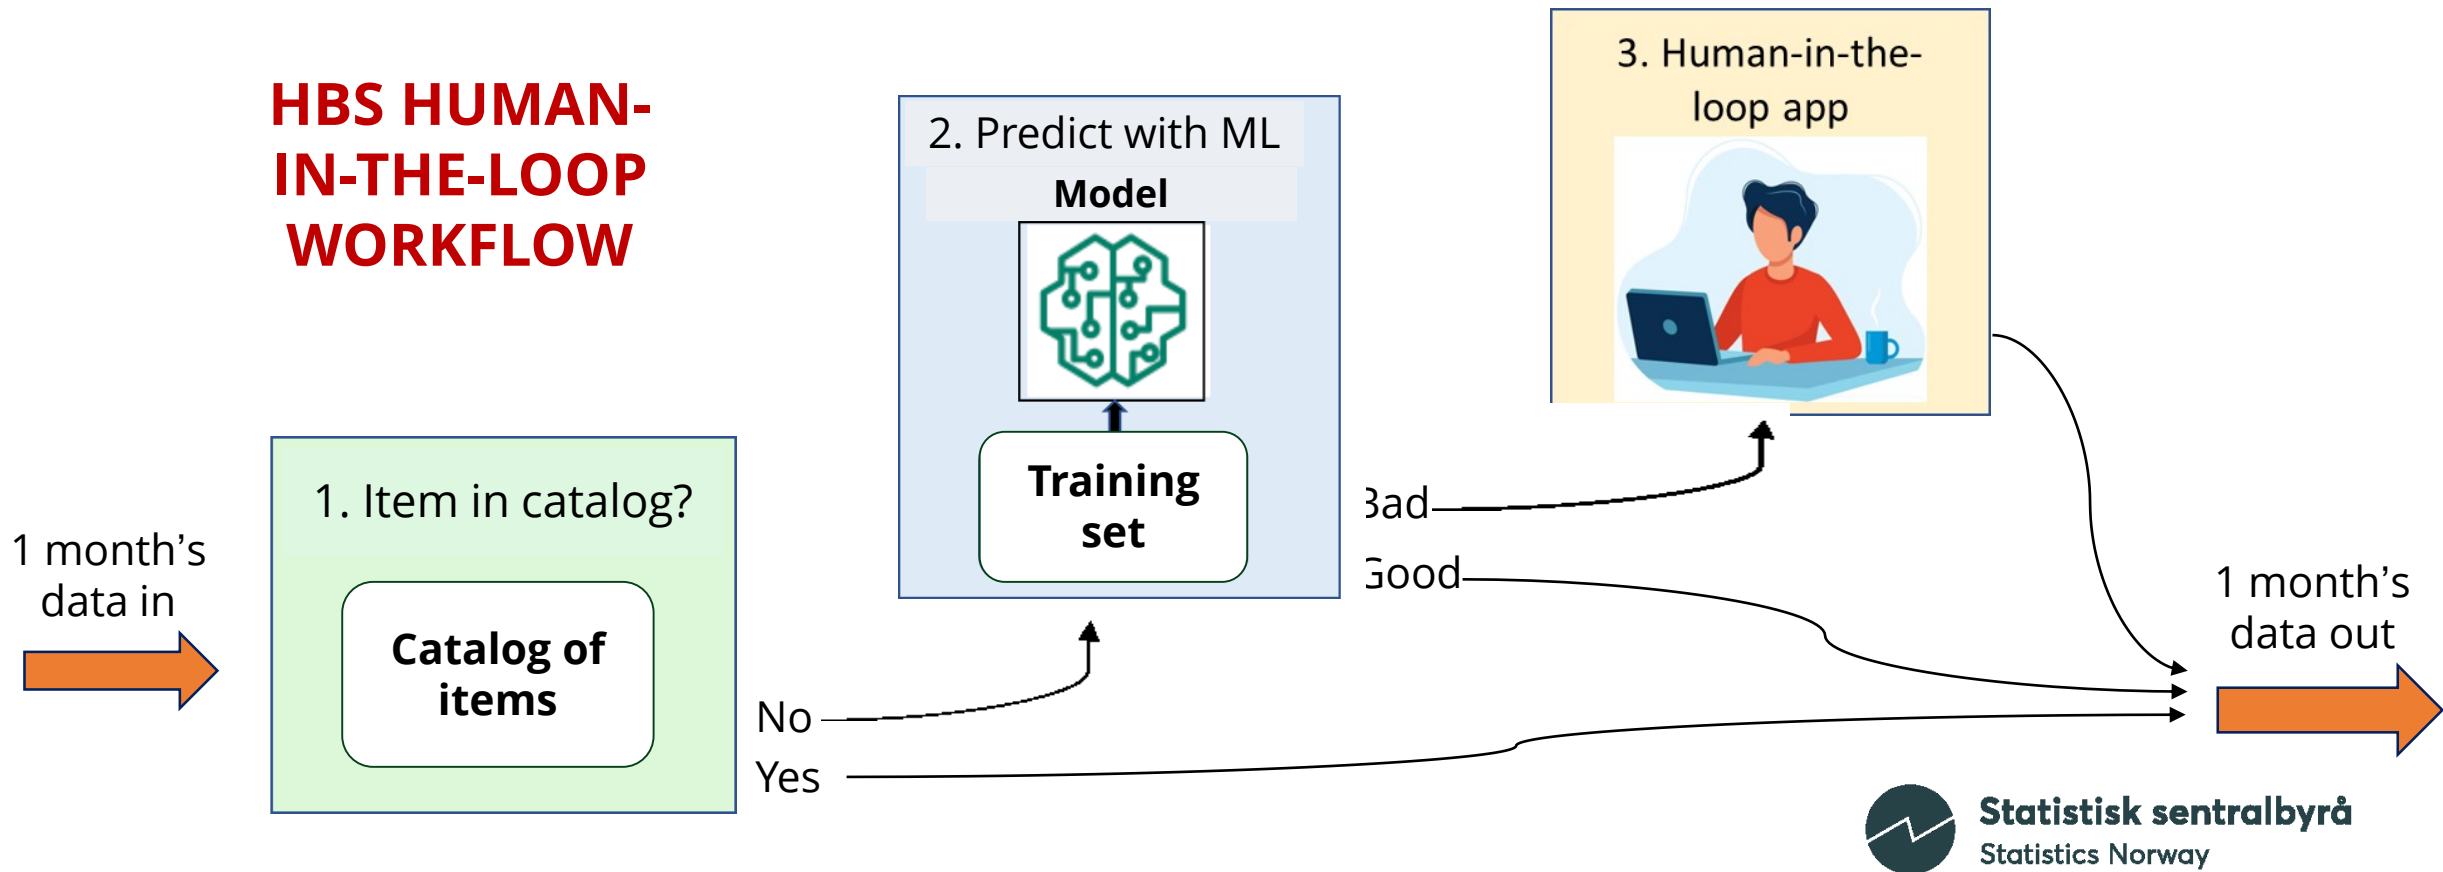 HBS HUMAN-
IN-THE-LOOP
WORKFLOW
1 month’s
data in
1. Item in catalog?
Catalog of
items
No
Yes
2. Predict with ML
Model
Training
set
Bad
Good
3. Human-in-the-
loop app
1 month’s
data out
Statistisk sentralbyrå
Statistics Norway